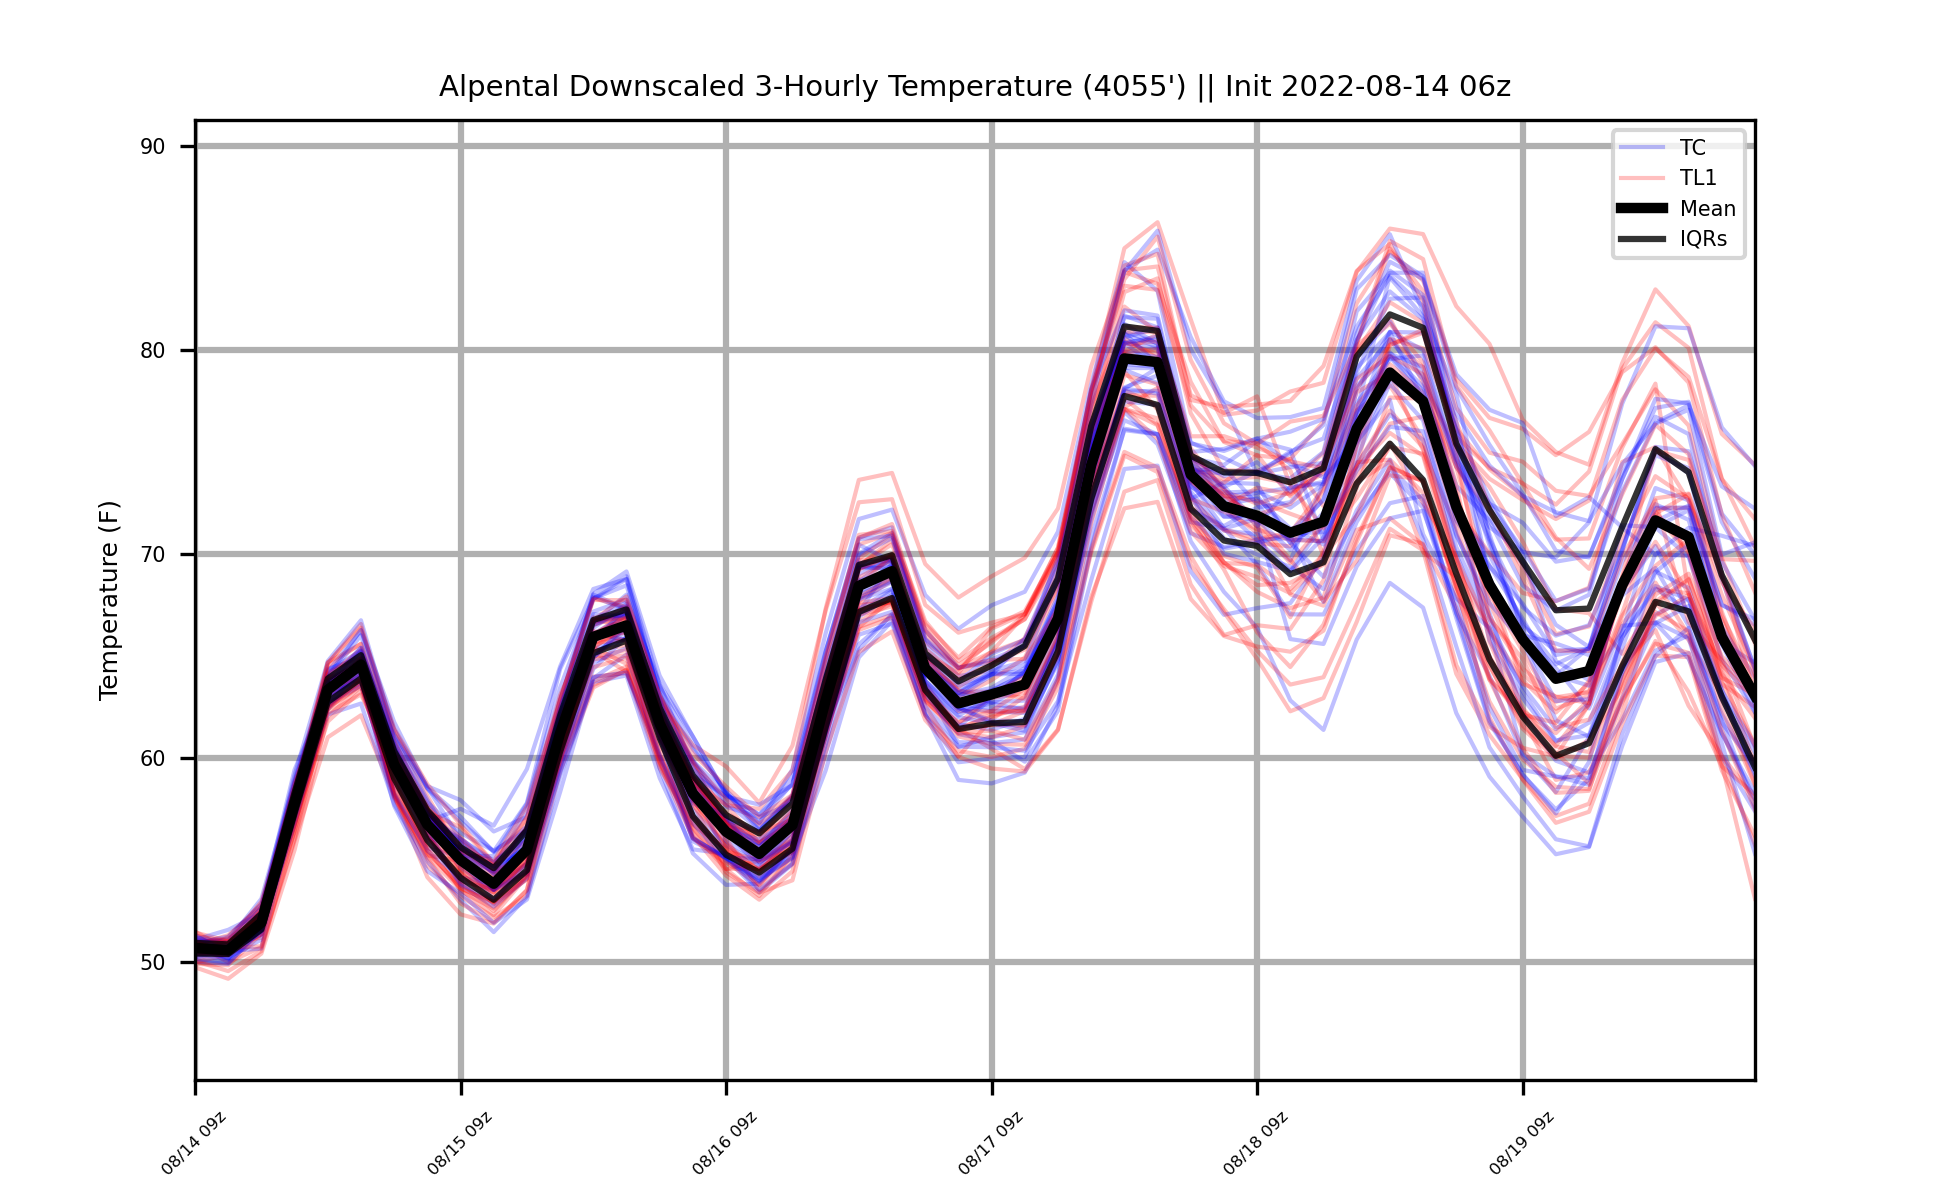 Alpental Downscaled 3-Hourly Temperature (4055') || Init 2022-08-14 06z
TC
TL1
Mean
IQRs
Temperature (F)
90
80
70
60
50
08/14 09z
08/15 09z
08/16 09z
08/17 09z
08/18 09z
08/19 09z